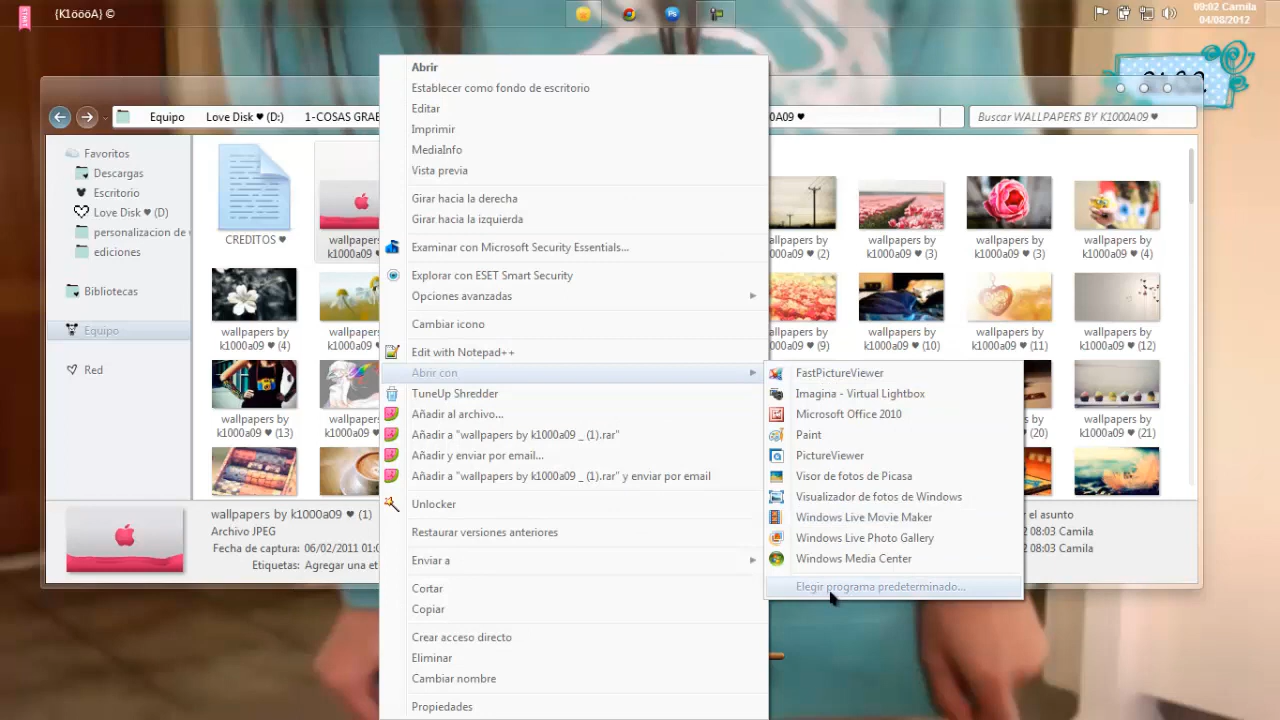 START
{K1öööA} ©
09:02 Camila
04/08/2012
Equipo
Love Disk ♥ (D:)
0A09 ♥
Buscar WALLPAPERS BY K1000A09 ♥
Favoritos
Descargas
Escritorio
Love Disk ♥ (D)
personalizacion de
ediciones
Bibliotecas
Equipo
Red
CREDITOS ♥
wallpapers by
k1000a09 ♥ (2)
wallpapers by
k1000a09 ♥ (3)
wallpapers by
k1000a09 ♥ (3)
wallpapers by
k1000a09 ♥ (4)
wallpapers by
k1000a09 ♥ (4)
wallpapers by
k1000a09 ♥ (9)
wallpapers by
k1000a09 ♥ (10)
wallpapers by
k1000a09 ♥ (11)
wallpapers by
k1000a09 ♥ (12)
wallpapers by
k1000a09 ♥ (13)
(20)
(21)
Abrir
Establecer como fondo de escritorio
Editar
Imprimir
MediaInfo
Vista previa
Girar hacia la derecha
Girar hacia la izquierda
Examinar con Microsoft Security Essentials...
Explorar con ESET Smart Security
Opciones avanzadas
Cambiar icono
Edit with Notepad++
Abrir con
TuneUp Shredder
Añadir al archivo...
Añadir a "wallpapers by k1000a09 _ (1).rar"
Añadir y enviar por email...
Añadir a "wallpapers by k1000a09 _ (1).rar" y enviar por email
Unlocker
Restaurar versiones anteriores
Enviar a
Cortar
Copiar
Crear acceso directo
Eliminar
Cambiar nombre
Propiedades
FastPictureViewer
Imagina - Virtual Lightbox
Microsoft Office 2010
Paint
PictureViewer
Visor de fotos de Picasa
Visualizador de fotos de Windows
Windows Live Movie Maker
Windows Live Photo Gallery
Windows Media Center
Elegir programa predeterminado...
wallpapers by k1000a09 ♥ (1)
Archivo JPEG
Fecha de captura: 06/02/2011 01:0
Etiquetas: Agregar una et
r el asunto
08:03 Camila
08:03 Camila